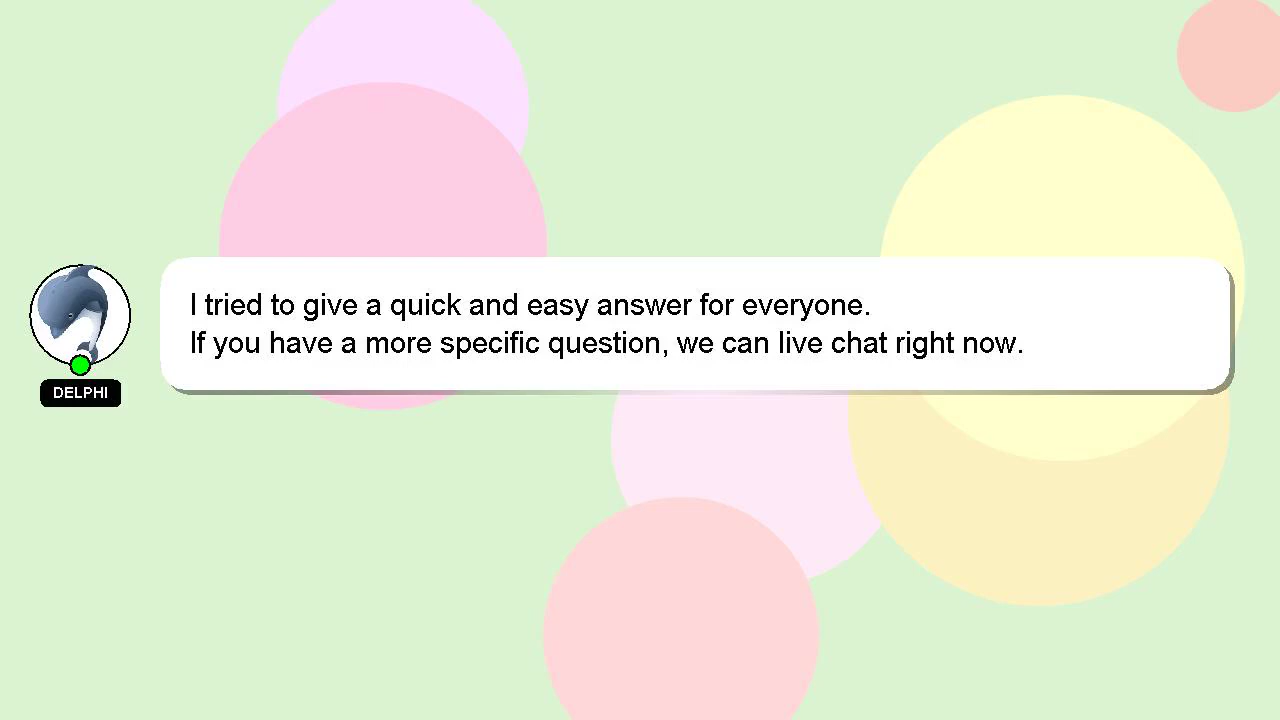 I tried to give a quick and easy answer for everyone.
If you have a more specific question, we can live chat right now.
DELPHI